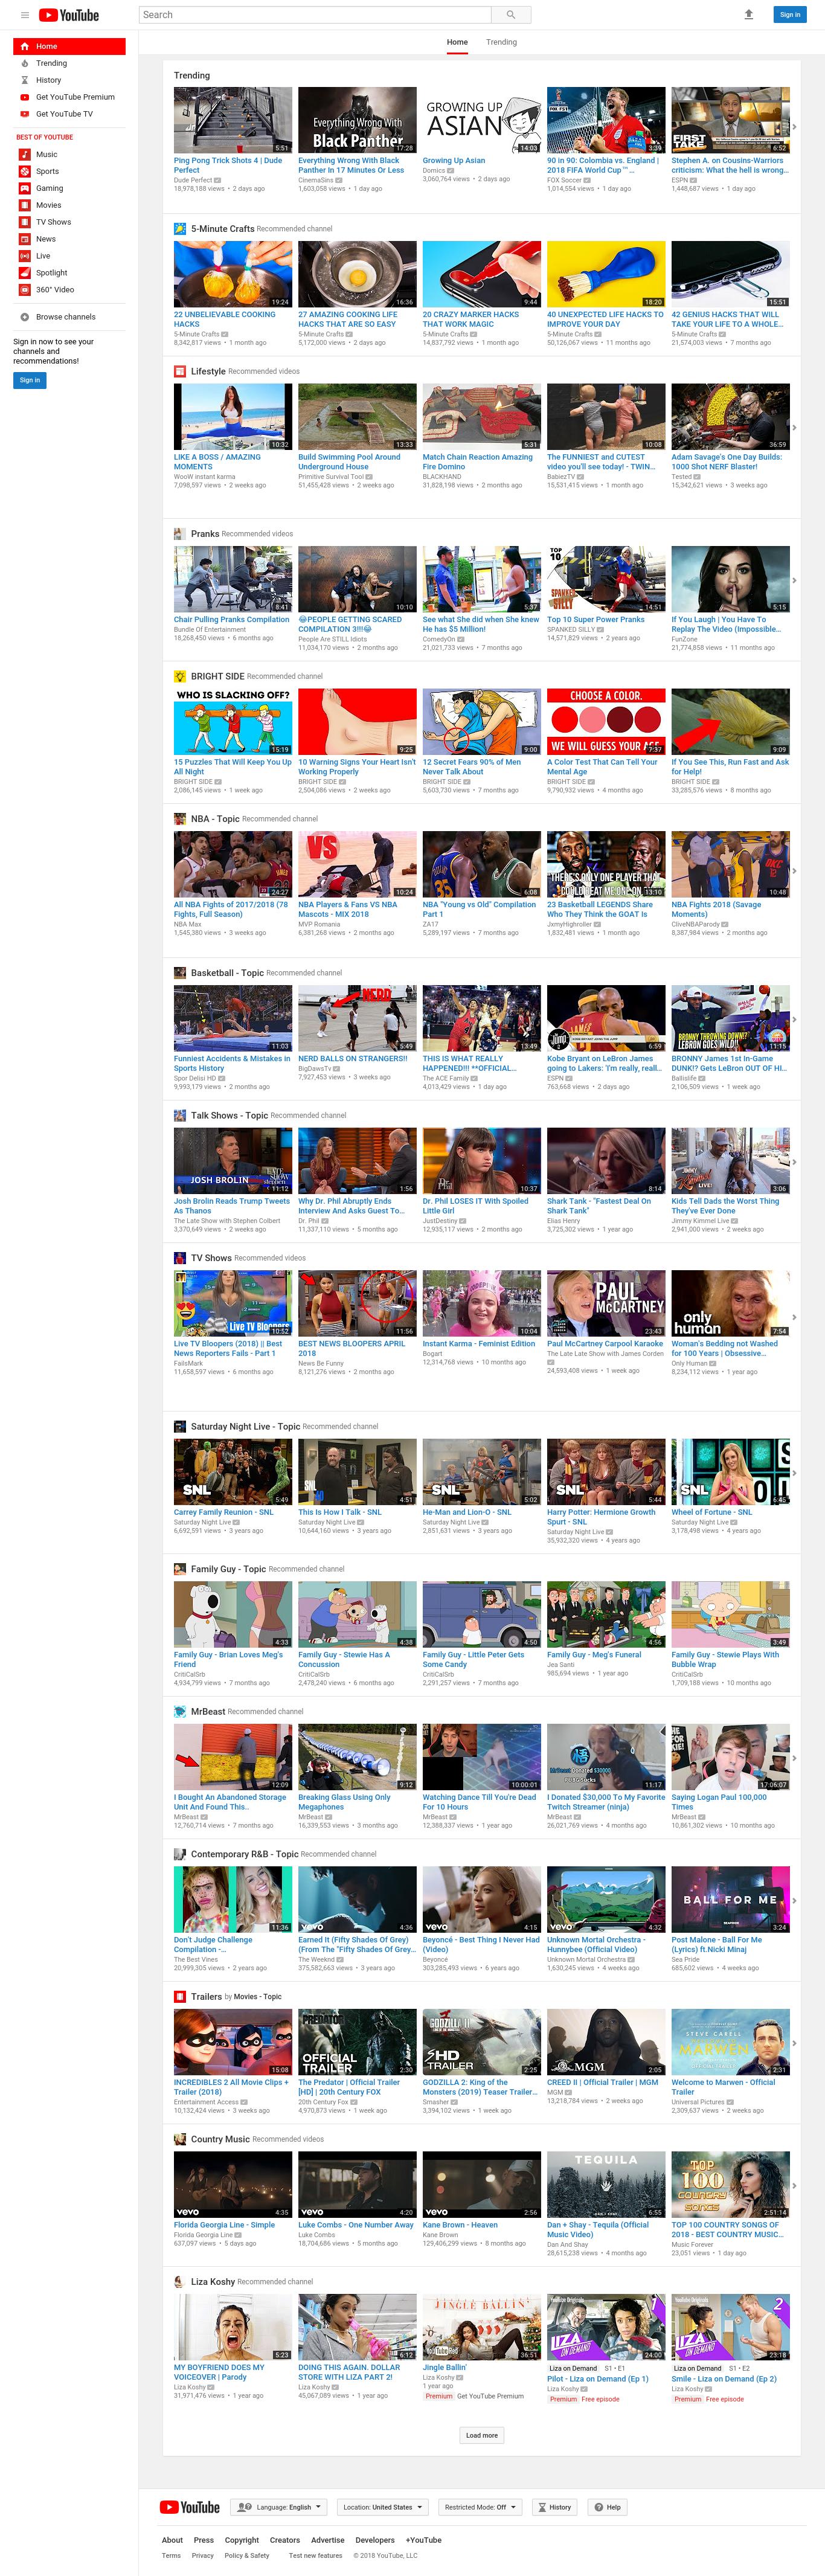 YouTube
Search
Sign in
Home
Trending
Home
Trending
History
Get YouTube Premium
Get YouTube TV
BEST OF YOUTUBE
Music
Sports
Gaming
Movies
TV Shows
News
Live
Spotlight
360° Video
Browse channels
Sign in now to see your
channels and
recommendations!
Sign in
Trending
5:51
Everything Wrong With
Black Panther
17:28
GROWING UP
ASIAN
14:03
3:39
FIRST TAKE
6:52
Ping Pong Trick Shots 4 | Dude
Perfect
Dude Perfect
18,978,188 views • 2 days ago
Everything Wrong With Black
Panther In 17 Minutes Or Less
CinemaSins
1,603,058 views • 1 day ago
Growing Up Asian
Domics
3,060,764 views • 2 days ago
90 in 90: Colombia vs. England |
2018 FIFA World Cup™...
FOX Soccer
1,014,554 views • 1 day ago
Stephen A. on Cousins-Warriors
criticism: What the hell is wrong...
ESPN
1,448,687 views • 1 day ago
5-Minute Crafts Recommended channel
19:24
16:36
9:44
18:20
15:51
22 UNBELIEVABLE COOKING
HACKS
5-Minute Crafts
8,342,817 views • 1 month ago
27 AMAZING COOKING LIFE
HACKS THAT ARE SO EASY
5-Minute Crafts
5,172,000 views • 2 days ago
20 CRAZY MARKER HACKS
THAT WORK MAGIC
5-Minute Crafts
14,837,792 views • 1 month ago
40 UNEXPECTED LIFE HACKS TO
IMPROVE YOUR DAY
5-Minute Crafts
50,126,067 views • 11 months ago
42 GENIUS HACKS THAT WILL
TAKE YOUR LIFE TO A WHOLE...
5-Minute Crafts
21,574,003 views • 7 months ago
Lifestyle Recommended videos
10:32
13:33
5:31
10:08
36:59
LIKE A BOSS / AMAZING
MOMENTS
WooW instant karma
7,098,597 views • 2 weeks ago
Build Swimming Pool Around
Underground House
Primitive Survival Tool
51,455,428 views • 2 weeks ago
Match Chain Reaction Amazing
Fire Domino
BLACKHAND
31,828,198 views • 2 months ago
The FUNNIEST and CUTEST
video you'll see today! - TWIN...
BabiezTV
15,531,415 views • 1 month ago
Adam Savage's One Day Builds:
1000 Shot NERF Blaster!
Tested
15,342,621 views • 3 weeks ago
Pranks Recommended videos
8:41
10:10
5:37
TOP
10
SPANKED
SILLY
14:51
5:15
Chair Pulling Pranks Compilation
Bundle Of Entertainment
18,268,450 views • 6 months ago
😂PEOPLE GETTING SCARED
COMPILATION 3!!!😂
People Are STILL Idiots
11,034,170 views • 2 months ago
See what She did when She knew
He has $5 Million!
ComedyOn
21,021,733 views • 7 months ago
Top 10 Super Power Pranks
SPANKED SILLY
14,571,829 views • 2 years ago
If You Laugh | You Have To
Replay The Video (Impossible...
FunZone
21,774,858 views • 11 months ago
BRIGHT SIDE Recommended channel
WHO IS SLACKING OFF?
15:19
9:25
9:00
CHOOSE A COLOR.
WE WILL GUESS YOUR AGE
7:37
9:09
15 Puzzles That Will Keep You Up
All Night
BRIGHT SIDE
2,086,145 views • 1 week ago
10 Warning Signs Your Heart Isn't
Working Properly
BRIGHT SIDE
2,504,086 views • 2 weeks ago
12 Secret Fears 90% of Men
Never Talk About
BRIGHT SIDE
5,603,730 views • 7 months ago
A Color Test That Can Tell Your
Mental Age
BRIGHT SIDE
9,790,932 views • 4 months ago
If You See This, Run Fast and Ask
for Help!
BRIGHT SIDE
33,285,576 views • 8 months ago
NBA - Topic Recommended channel
24:27
VS
10:24
35
6:08
THERE'S ONLY ONE PLAYER THAT
COULD BEAT ME ONE ON
13:10
10:48
All NBA Fights of 2017/2018 (78
Fights, Full Season)
NBA Max
1,545,380 views • 3 weeks ago
NBA Players & Fans VS NBA
Mascots - MIX 2018
MVP Romania
6,381,268 views • 2 months ago
NBA "Young vs Old" Compilation
Part 1
ZA17
5,289,197 views • 7 months ago
23 Basketball LEGENDS Share
Who They Think the GOAT is
JxmyHighroller
1,832,481 views • 1 month ago
NBA Fights 2018 (Savage
Moments)
CliveNBAParody
8,387,984 views • 2 months ago
Basketball - Topic Recommended channel
11:03
NERD
5:49
13:49
JUMP
6:59
BRONNY THROWING DOWN!?
LEBRON GOES WILD!!
11:15
Funniest Accidents & Mistakes in
Sports History
Spor Delisi HD
9,993,179 views • 2 months ago
NERD BALLS ON STRANGERS!!
BigDawsTv
7,927,453 views • 3 weeks ago
THIS IS WHAT REALLY
HAPPENED!!! **OFFICIAL...
The ACE Family
4,013,429 views • 1 day ago
Kobe Bryant on LeBron James
going to Lakers: 'I'm really, reall...
ESPN
763,668 views • 2 days ago
BRONNY James 1st In-Game
DUNK!? Gets LeBron OUT OF HI...
Ballislife
2,106,509 views • 1 week ago
Talk Shows - Topic Recommended channel
JOSH BROLIN
11:12
1:56
Dr Phil
10:37
8:14
3:06
Josh Brolin Reads Trump Tweets
As Thanos
The Late Show with Stephen Colbert
3,370,649 views • 2 weeks ago
Why Dr. Phil Abruptly Ends
Interview And Asks Guest To...
Dr. Phil
11,337,110 views • 5 months ago
Dr. Phil LOSES IT With Spoiled
Little Girl
JustDestiny
12,935,117 views • 2 months ago
Shark Tank - "Fastest Deal On
Shark Tank"
Elias Henry
3,725,302 views • 1 year ago
Kids Tell Dads the Worst Thing
They've Ever Done
Jimmy Kimmel Live
2,941,000 views • 2 weeks ago
TV Shows Recommended videos
Live TV Bloopers
10:52
11:56
10:04
PAUL
McCARTNEY
23:43
only
human
7:54
Live TV Bloopers (2018) || Best
News Reporters Fails - Part 1
FailsMark
11,658,597 views • 6 months ago
BEST NEWS BLOOPERS APRIL
2018
News Be Funny
8,121,276 views • 2 months ago
Instant Karma - Feminist Edition
Bogart
12,314,768 views • 10 months ago
Paul McCartney Carpool Karaoke
The Late Late Show with James Corden
24,593,408 views • 1 week ago
Woman's Bedding not Washed
for 100 Years | Obsessive...
Only Human
8,234,112 views • 1 year ago
Saturday Night Live - Topic Recommended channel
SNL
5:49
SNL
4:51
SNL
5:02
SNL
5:44
SNL
6:45
Carrey Family Reunion - SNL
Saturday Night Live
6,692,591 views • 3 years ago
This Is How I Talk - SNL
Saturday Night Live
10,644,160 views • 3 years ago
He-Man and Lion-O - SNL
Saturday Night Live
2,851,631 views • 3 years ago
Harry Potter: Hermione Growth
Spurt - SNL
Saturday Night Live
35,932,320 views • 4 years ago
Wheel of Fortune - SNL
Saturday Night Live
3,178,498 views • 4 years ago
Family Guy - Topic Recommended channel
4:33
4:38
4:50
4:56
3:49
Family Guy - Brian Loves Meg's
Friend
CritiCalSrb
4,934,799 views • 7 months ago
Family Guy - Stewie Has A
Concussion
CritiCalSrb
2,478,240 views • 6 months ago
Family Guy - Little Peter Gets
Some Candy
CritiCalSrb
2,291,257 views • 7 months ago
Family Guy - Meg's Funeral
Jea Santi
985,694 views • 1 year ago
Family Guy - Stewie Plays With
Bubble Wrap
CritiCalSrb
1,709,188 views • 10 months ago
MrBeast Recommended channel
12:09
9:12
10:00:01
MrBeast donated $30000
11:17
17:06:07
I Bought An Abandoned Storage
Unit And Found This..
MrBeast
12,760,714 views • 7 months ago
Breaking Glass Using Only
Megaphones
MrBeast
16,339,553 views • 3 months ago
Watching Dance Till You're Dead
For 10 Hours
MrBeast
12,388,337 views • 1 year ago
I Donated $30,000 To My Favorite
Twitch Streamer (ninja)
MrBeast
26,021,769 views • 4 months ago
Saying Logan Paul 100,000
Times
MrBeast
10,861,302 views • 10 months ago
Contemporary R&B - Topic Recommended channel
11:36
4:36
vevo
4:15
vevo
4:32
BALL FOR ME
3:24
Don't Judge Challenge
Compilation -...
The Best Vines
20,999,305 views • 2 years ago
Earned It (Fifty Shades Of Grey)
(From The "Fifty Shades Of Grey...
The Weeknd
375,582,663 views • 3 years ago
Beyoncé - Best Thing I Never Had
(Video)
Beyoncé
303,285,493 views • 6 years ago
Unknown Mortal Orchestra -
Hunnybee (Official Video)
Unknown Mortal Orchestra
1,630,245 views • 4 weeks ago
Post Malone - Ball For Me
(Lyrics) ft.Nicki Minaj
Sea Pride
685,602 views • 4 weeks ago
Trailers by Movies - Topic
15:08
PREDATOR
OFFICIAL
TRAILER
2:30
GODZILLA II
HD
TRAILER
2:25
MGM
2:05
STEVE CARELL
MARWEN
2:31
INCREDIBLES 2 All Movie Clips +
Trailer (2018)
Entertainment Access
10,132,424 views • 3 weeks ago
The Predator | Official Trailer
[HD] | 20th Century FOX
20th Century Fox
4,970,873 views • 1 week ago
GODZILLA 2: King of the
Monsters (2019) Teaser Trailer...
Smasher
3,394,102 views • 1 week ago
CREED II | Official Trailer | MGM
MGM
13,218,784 views • 2 weeks ago
Welcome to Marwen - Official
Trailer
Universal Pictures
2,309,637 views • 2 weeks ago
Country Music Recommended videos
vevo
4:35
vevo
4:20
vevo
2:56
TEQUILA
6:55
TOP
100
COUNTRY
SONGS
2:51:14
Florida Georgia Line - Simple
Florida Georgia Line
637,097 views • 5 days ago
Luke Combs - One Number Away
Luke Combs
18,704,686 views • 5 months ago
Kane Brown - Heaven
Kane Brown
129,406,299 views • 8 months ago
Dan + Shay - Tequila (Official
Music Video)
Dan And Shay
28,615,238 views • 4 months ago
TOP 100 COUNTRY SONGS OF
2018 - BEST COUNTRY MUSIC...
Music Forever
23,051 views • 1 day ago
Liza Koshy Recommended channel
5:23
6:12
JINGLE BALLIN'
36:51
YouTube Originals
1
LIZA
ON DEMAND
24:00
YouTube Originals
2
LIZA
ON DEMAND
23:18
MY BOYFRIEND DOES MY
VOICEOVER | Parody
Liza Koshy
31,971,476 views • 1 year ago
DOING THIS AGAIN. DOLLAR
STORE WITH LIZA PART 2!
Liza Koshy
45,067,089 views • 1 year ago
Jingle Ballin'
Liza Koshy
1 year ago
Premium Get YouTube Premium
Liza on Demand S1 • E1
Pilot - Liza on Demand (Ep 1)
Liza Koshy
Premium Free episode
Liza on Demand S1 • E2
Smile - Liza on Demand (Ep 2)
Liza Koshy
Premium Free episode
Load more
YouTube
Language: English
Location: United States
Restricted Mode: Off
History
Help
About Press Copyright Creators Advertise Developers +YouTube
Terms Privacy Policy & Safety Test new features © 2018 YouTube, LLC